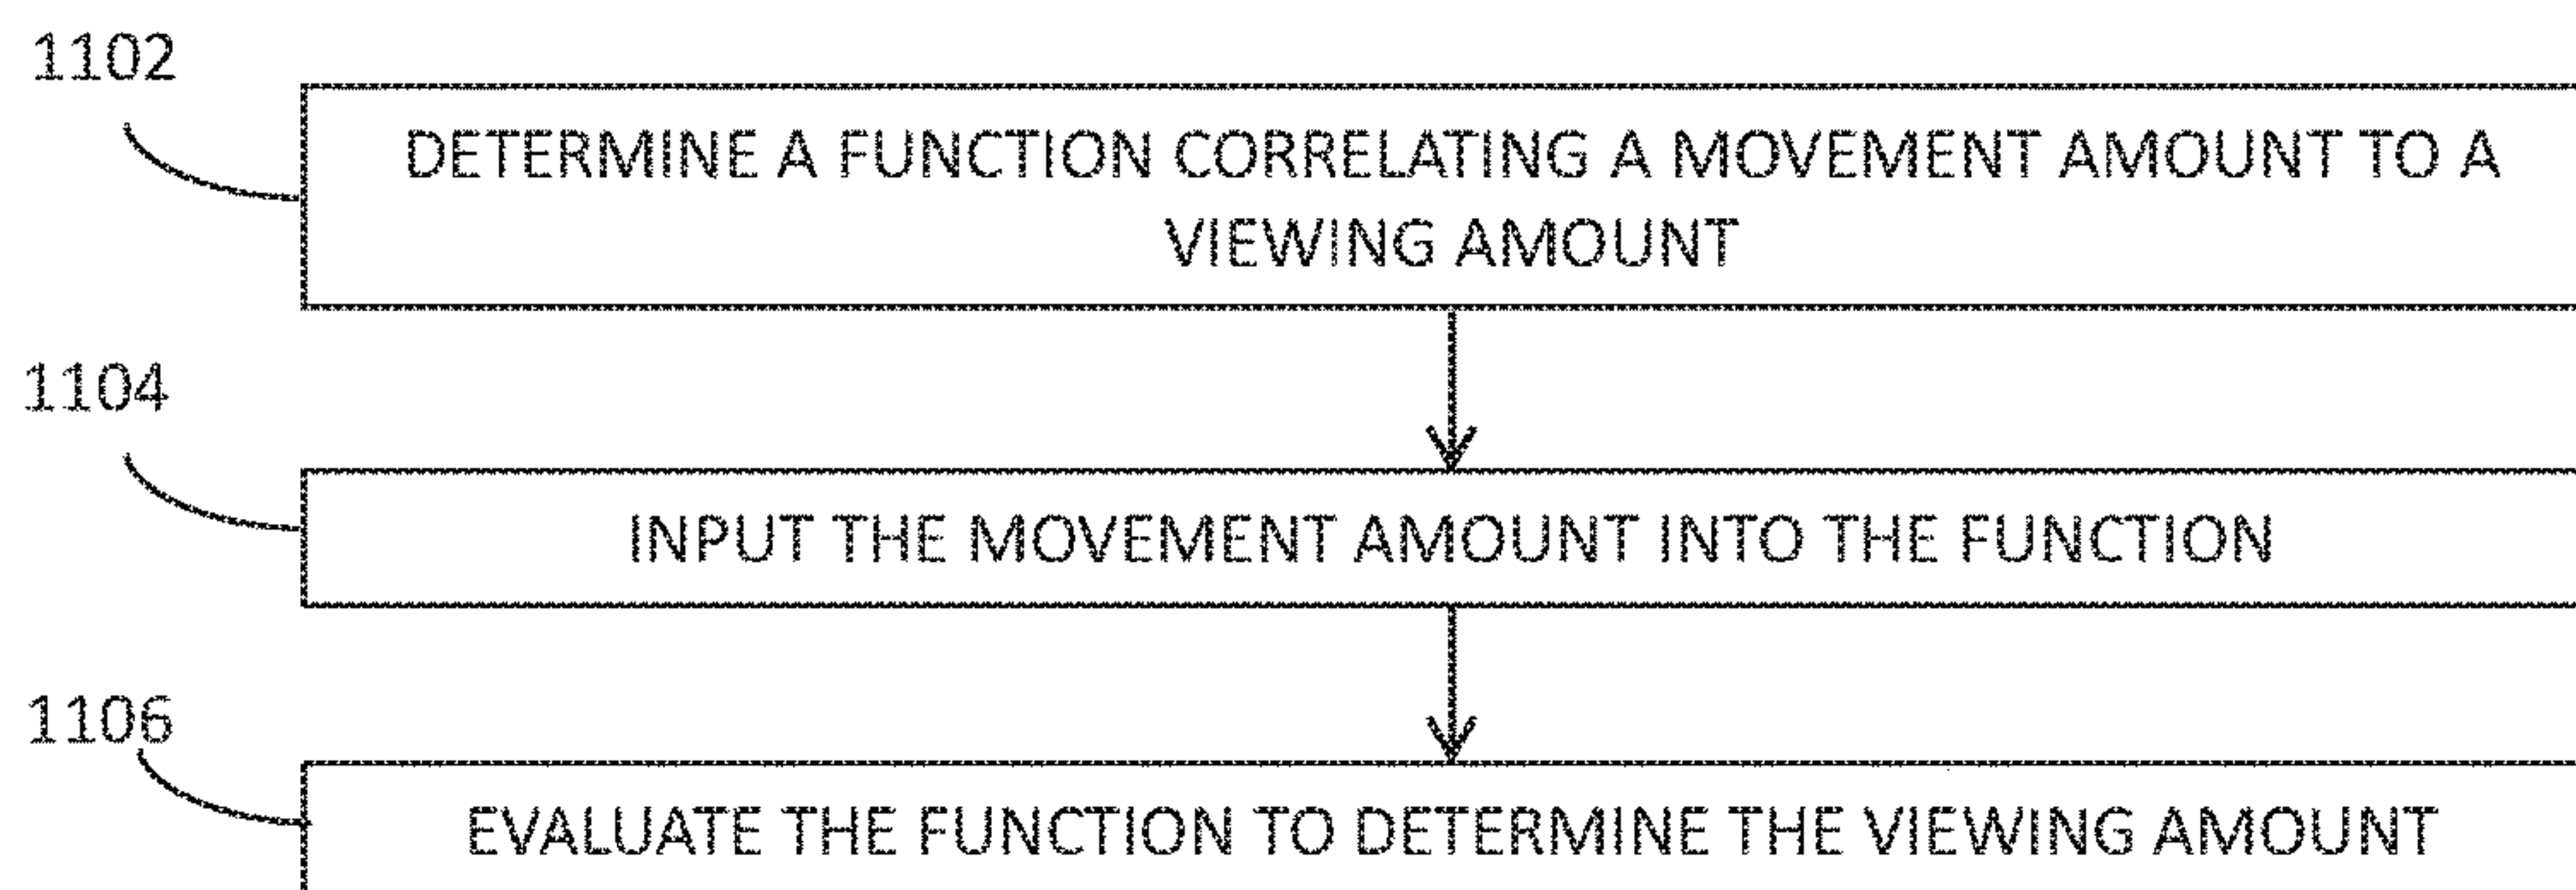 1102
DETERMINE A FUNCTION CORRELATING A MOVEMENT AMOUNT TO A
VIEWING AMOUNT
1104
INPUT THE MOVEMENT AMOUNT INTO THE FUNCTION
1106
EVALUATE THE FUNCTION TO DETERMINE THE VIEWING AMOUNT